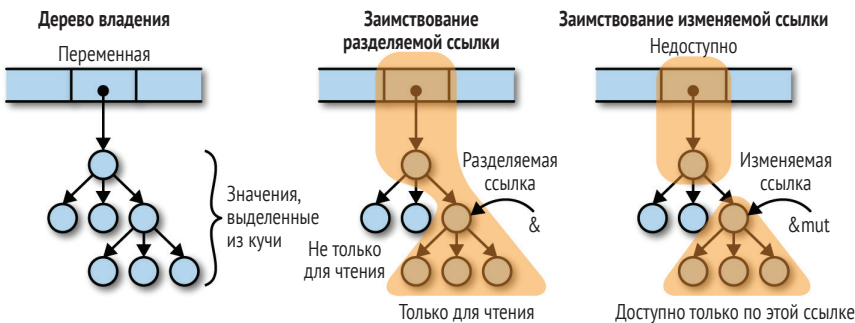 Дерево владения
Переменная
Значения,
выделенные
из кучи
Заимствование
разделяемой ссылки
Разделяемая
ссылка
&
Не только
для чтения
Только для чтения
Заимствование изменяемой ссылки
Недоступно
Изменяемая
ссылка
&mut
Доступно только по этой ссылке